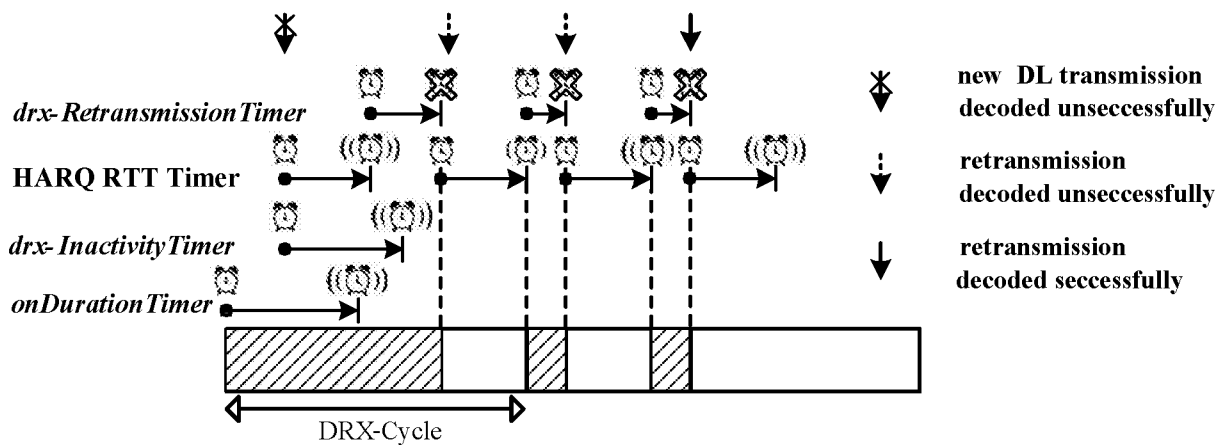 new DL transmission
decoded unseccessfully
drx-RetransmissionTimer
HARQ RTT Timer
retransmission
decoded unseccessfully
drx-InactivityTimer
retransmission
decoded seccessfully
onDurationTimer
DRX-Cycle